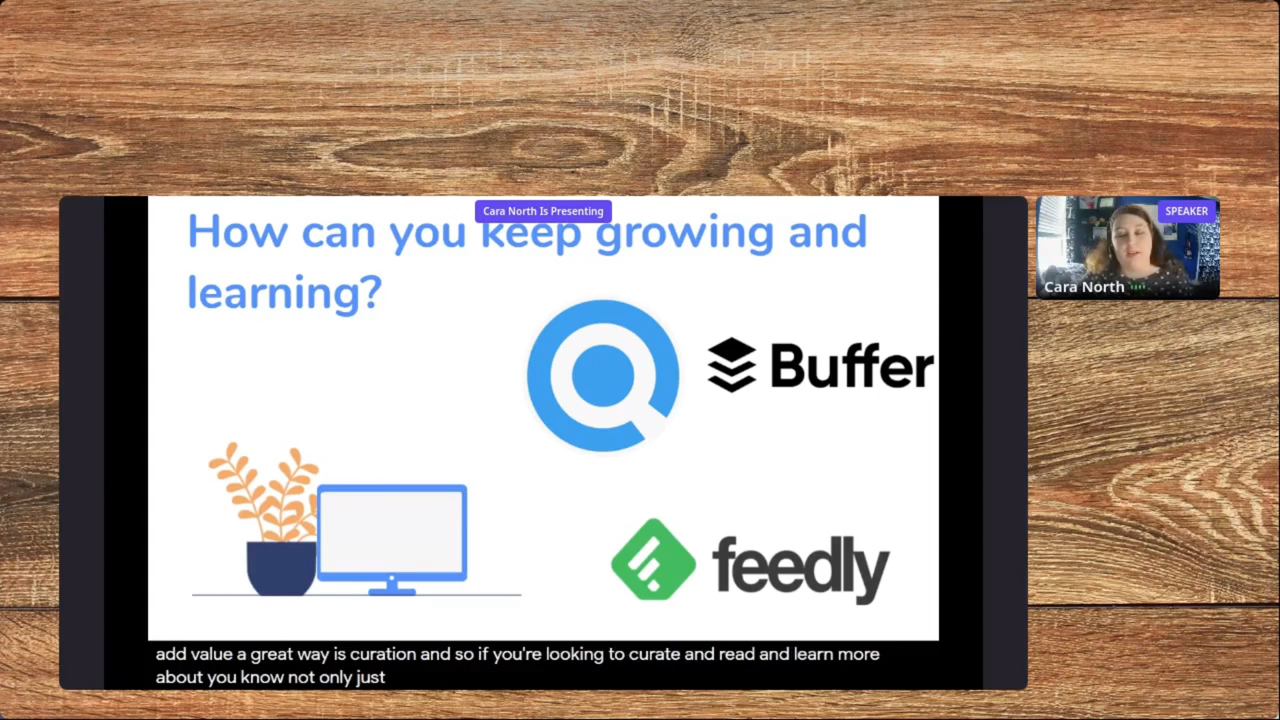 Cara North Is Presenting
How can you keep growing and
learning?
Buffer
feedly
add value a great way is curation and so if you're looking to curate and read and learn more
about you know not only just
SPEAKER
Cara North